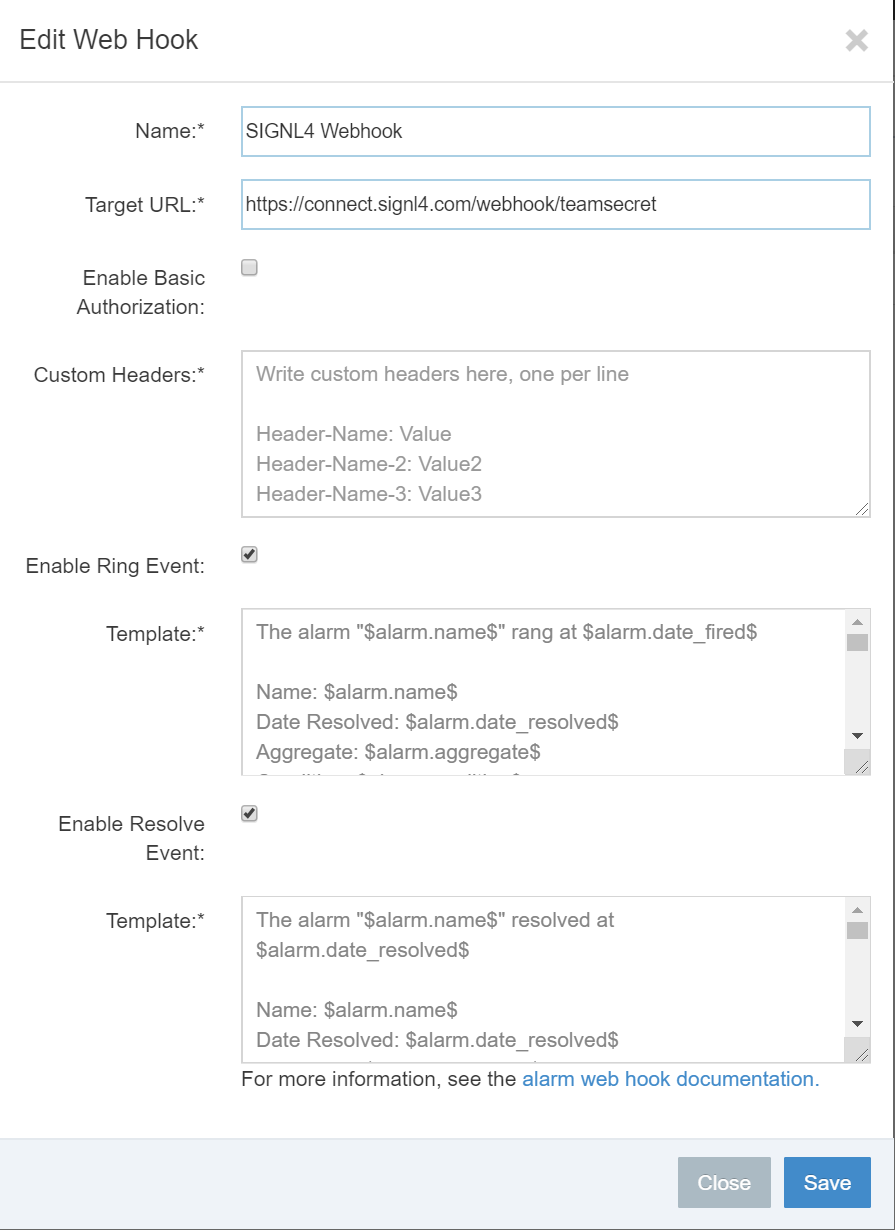 Edit Web Hook
Name:*
SIGNL4 Webhook
Target URL:*
https://connect.signl4.com/webhook/teamsecret
Enable Basic
Authorization:
Custom Headers:*
Write custom headers here, one per line
Header-Name: Value
Header-Name-2: Value2
Header-Name-3: Value3
Enable Ring Event:
Template:*
The alarm "$alarm.name$" rang at $alarm.date_fired$
Name: $alarm.name$
Date Resolved: $alarm.date_resolved$
Aggregate: $alarm.aggregate$
Enable Resolve
Event:
Template:*
The alarm "$alarm.name$" resolved at
$alarm.date_resolved$
Name: $alarm.name$
Date Resolved: $alarm.date_resolved$
For more information, see the alarm web hook documentation.
Close
Save